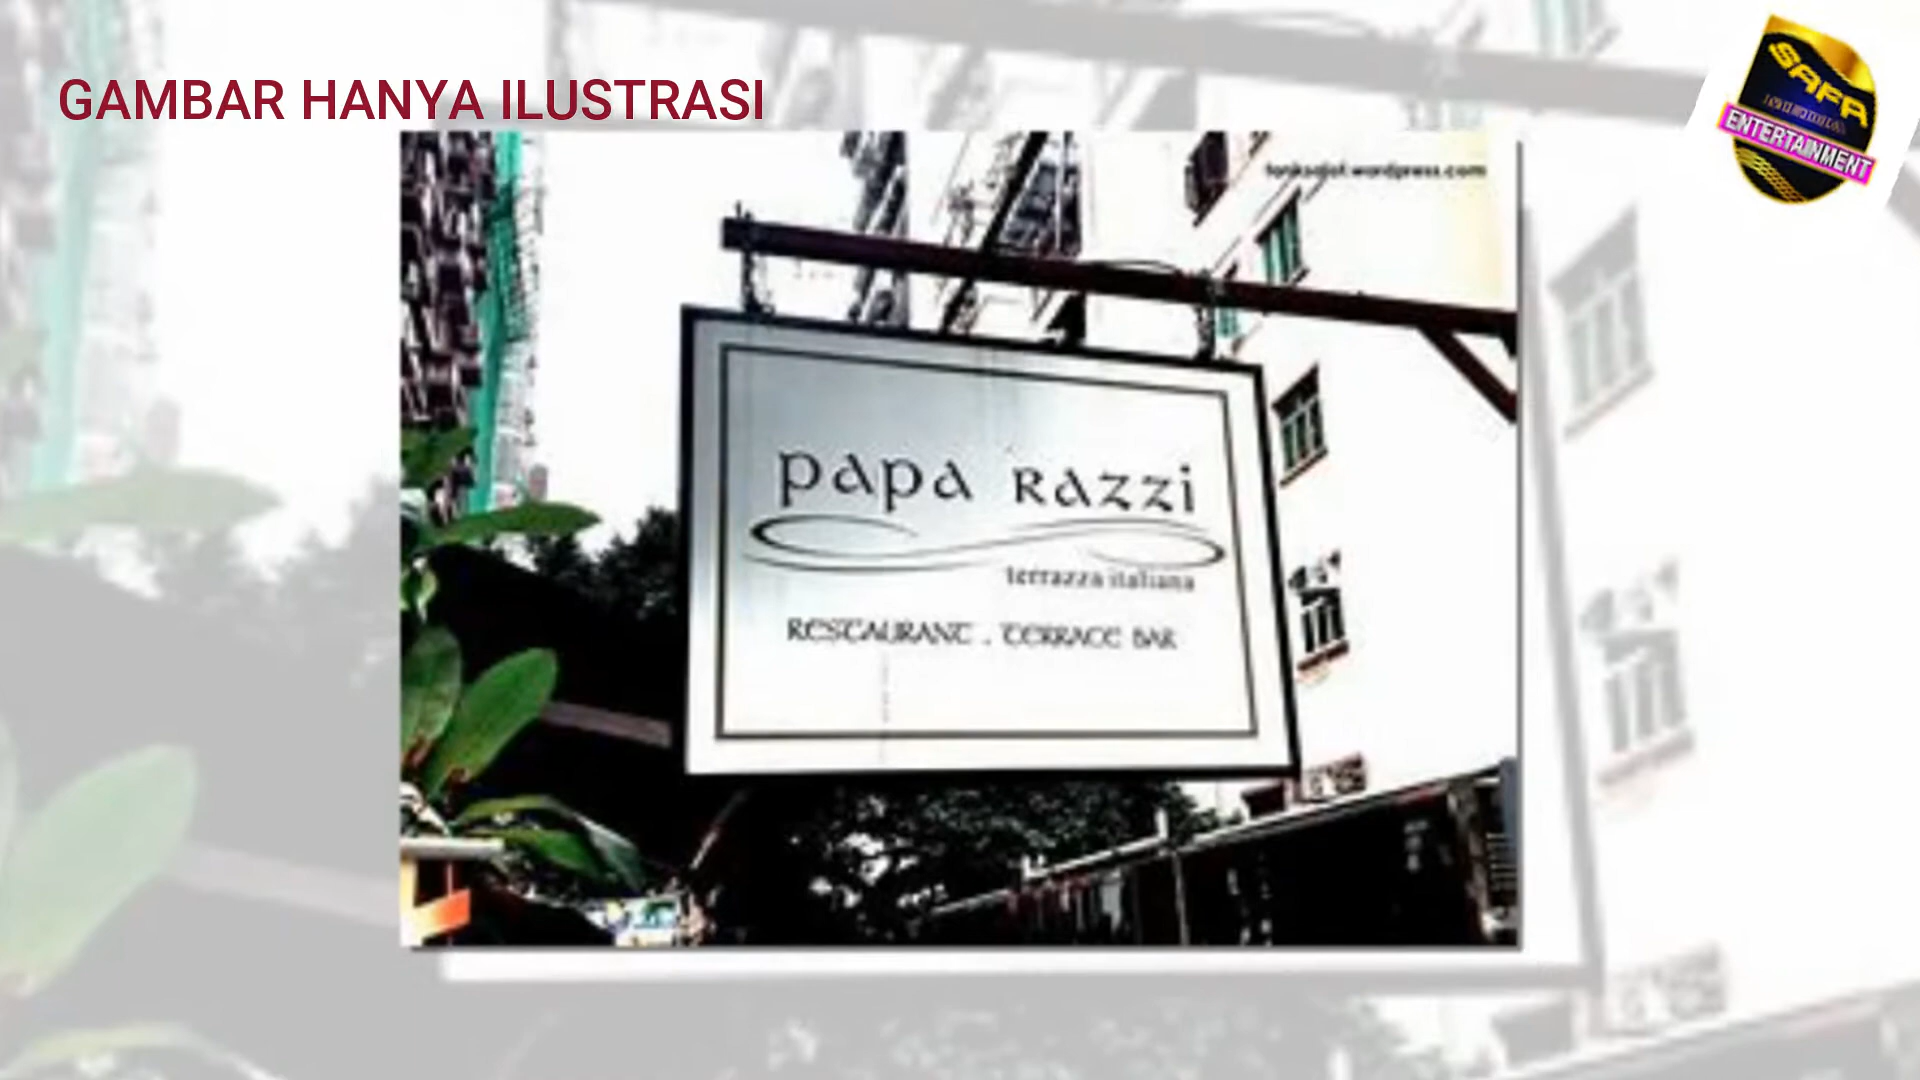 GAMBAR HANYA ILUSTRASI
SAFA
ENTERTAINMENT
papa Razzi
terrazza italiana
RESTAURANT . TERRACE BAR